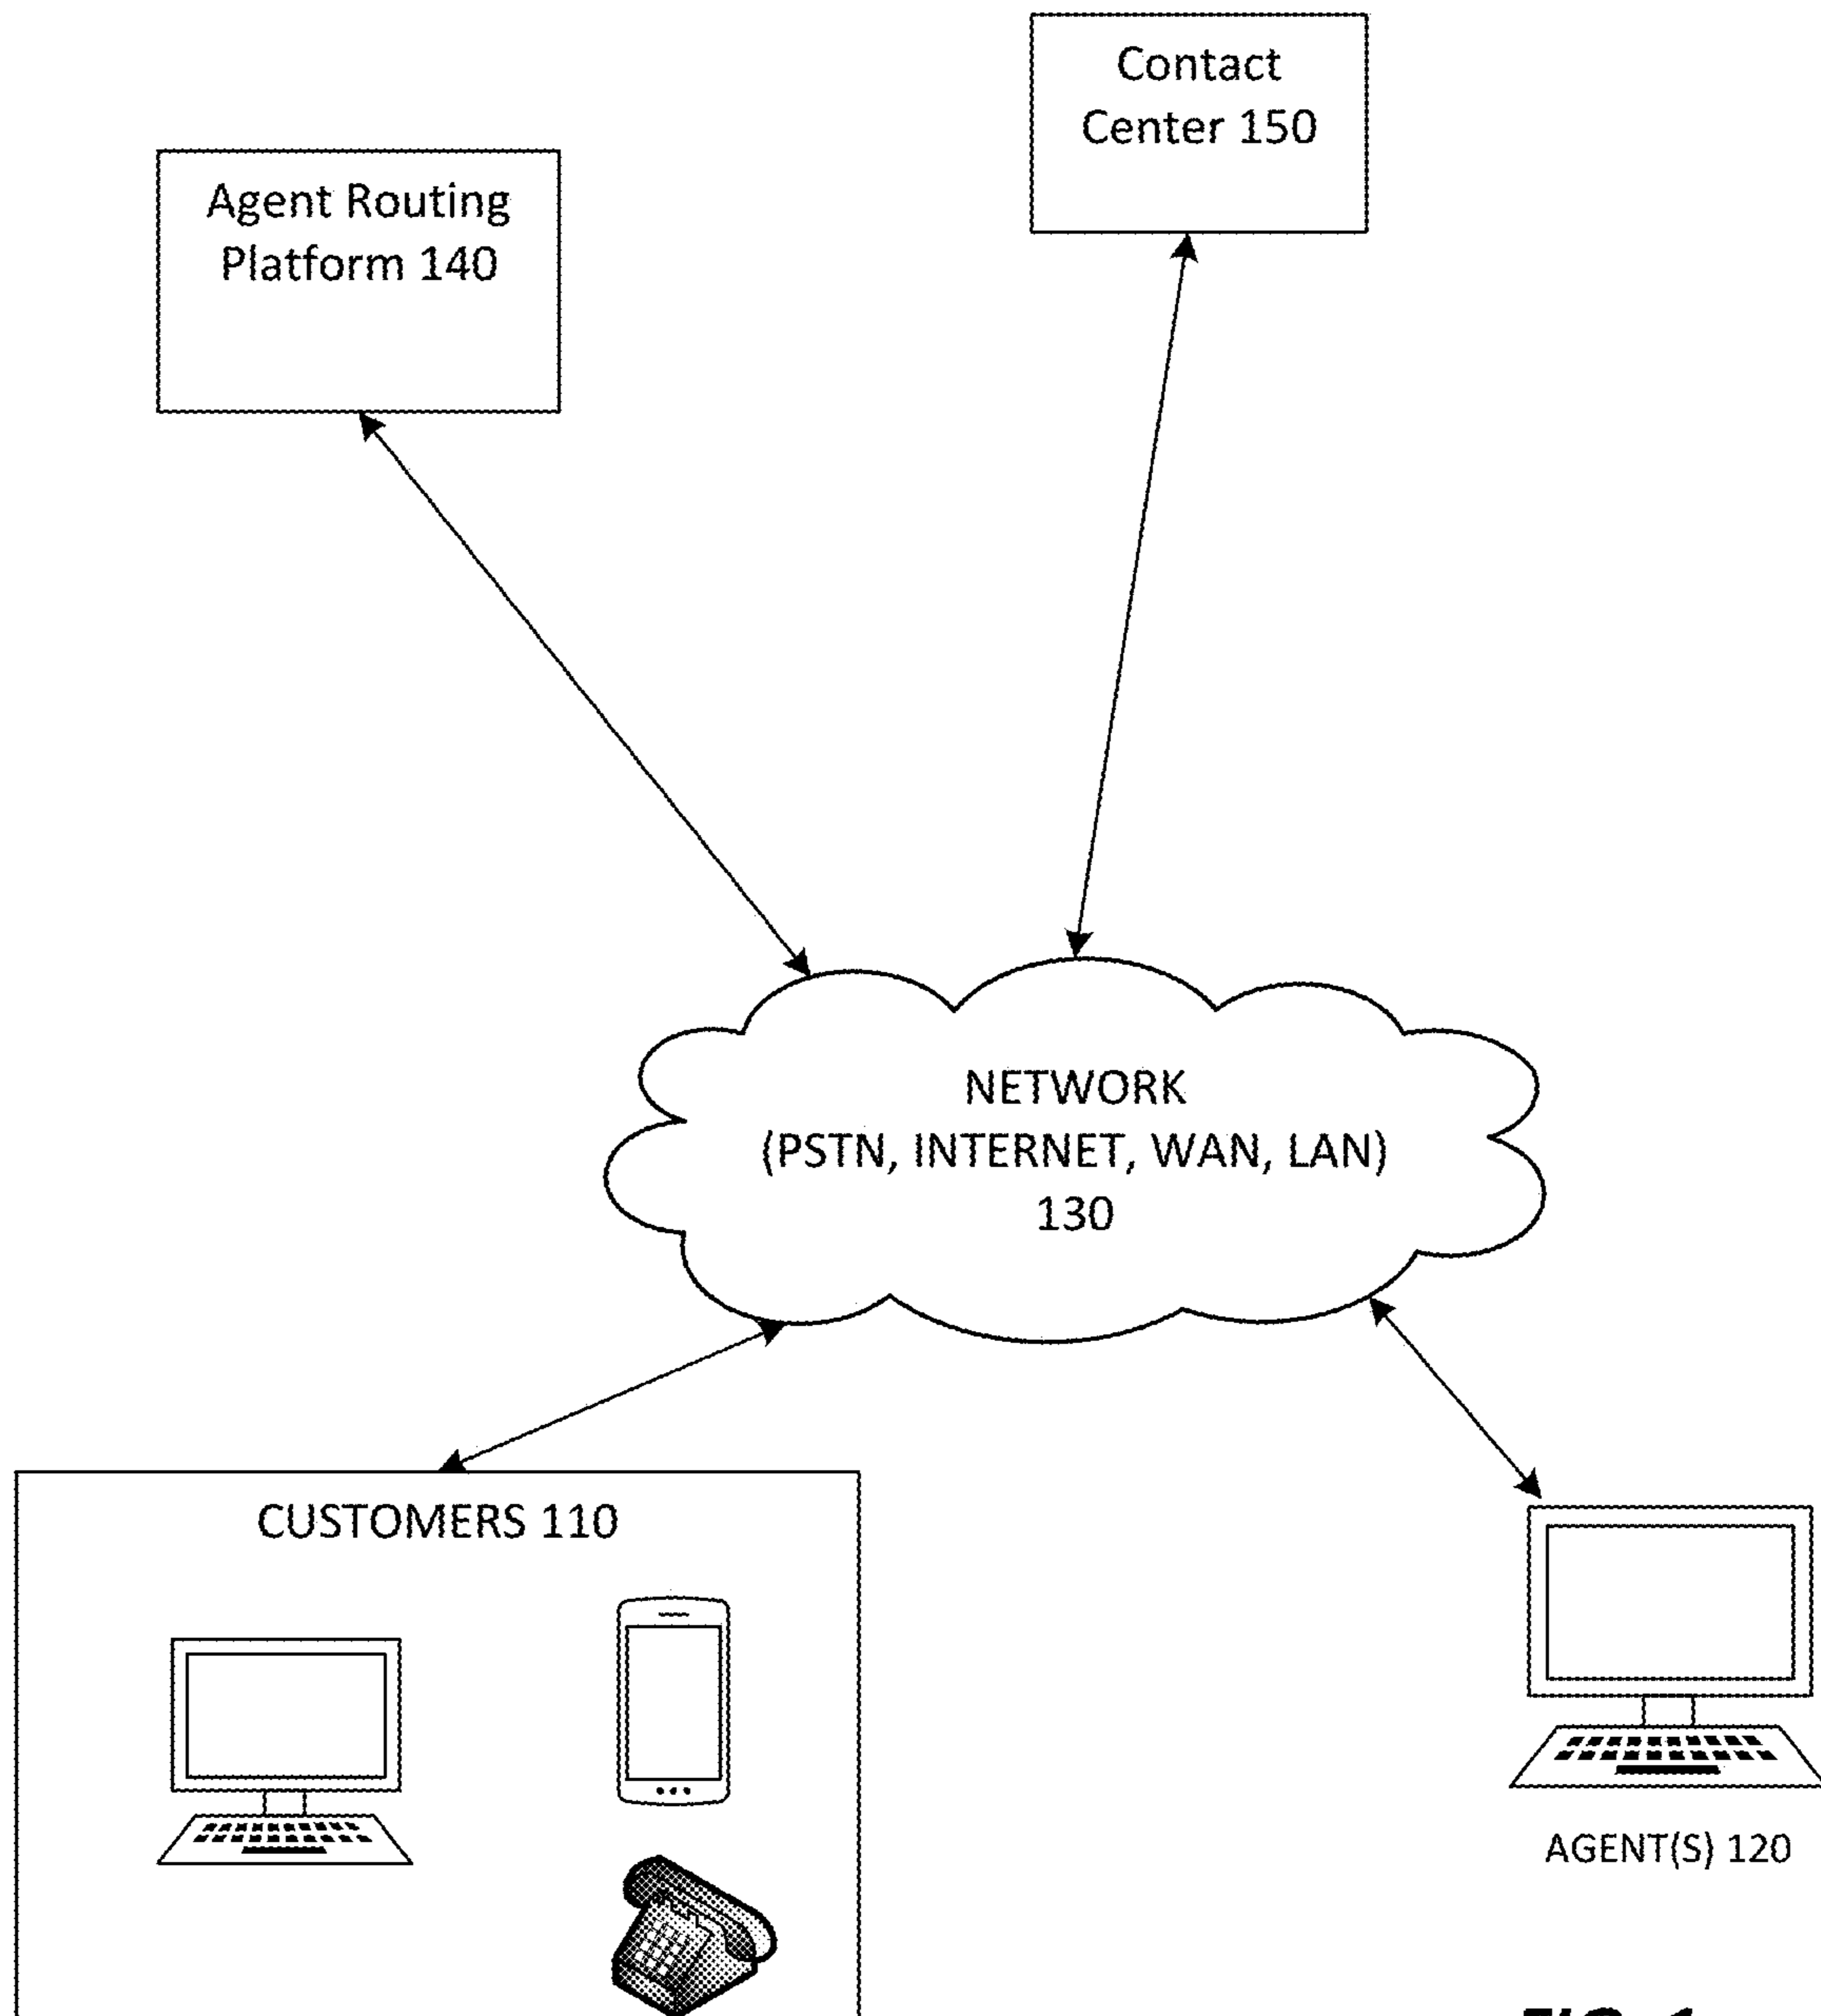 Contact
Center 150
Agent Routing
Platform 140
NETWORK
(PSTN, INTERNET, WAN, LAN)
130
CUSTOMERS 110
AGENT(S) 120